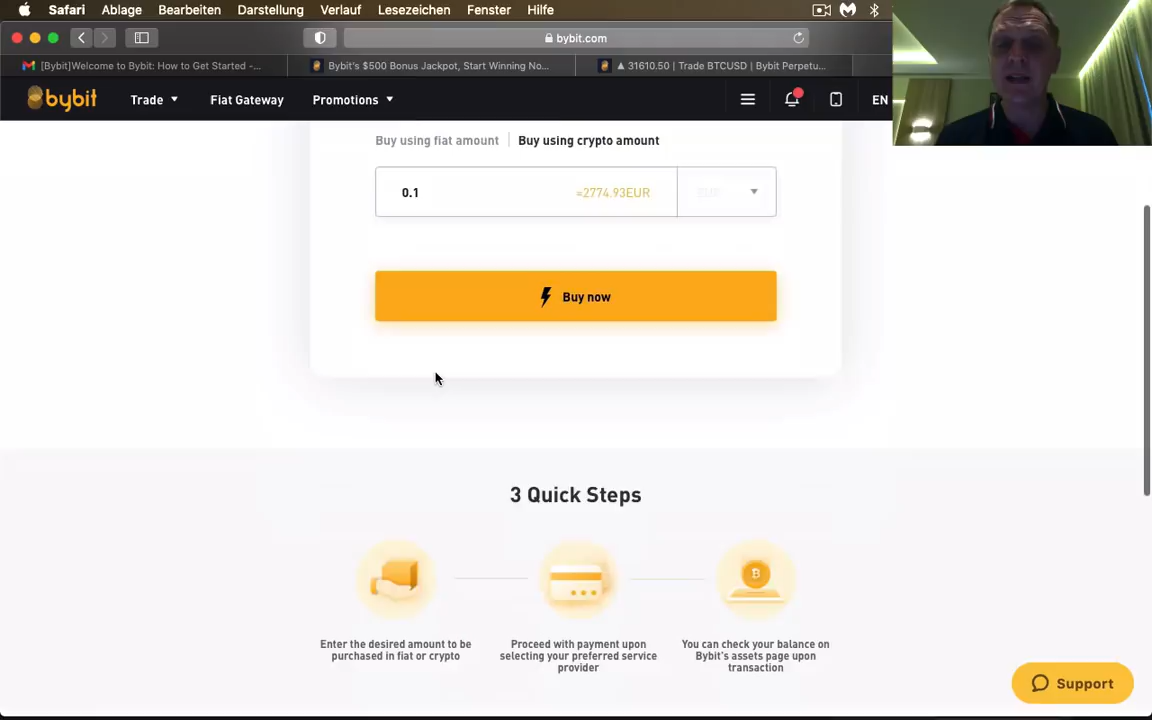 Safari Ablage Bearbeiten Darstellung Verlauf Lesezeichen Fenster Hilfe
bybit.com
[Bybit]Welcome to Bybit: How to Get Started -...
Bybit's $500 Bonus Jackpot, Start Winning No...
▲ 31610.50 | Trade BTCUSD | Bybit Perpetu...
bybit Trade Fiat Gateway Promotions EN
Buy using fiat amount | Buy using crypto amount
0.1 ≈2774.93EUR EUR
Buy now
3 Quick Steps
Enter the desired amount to be
purchased in fiat or crypto
Proceed with payment upon
selecting your preferred service
provider
You can check your balance on
Bybit's assets page upon
transaction
Support